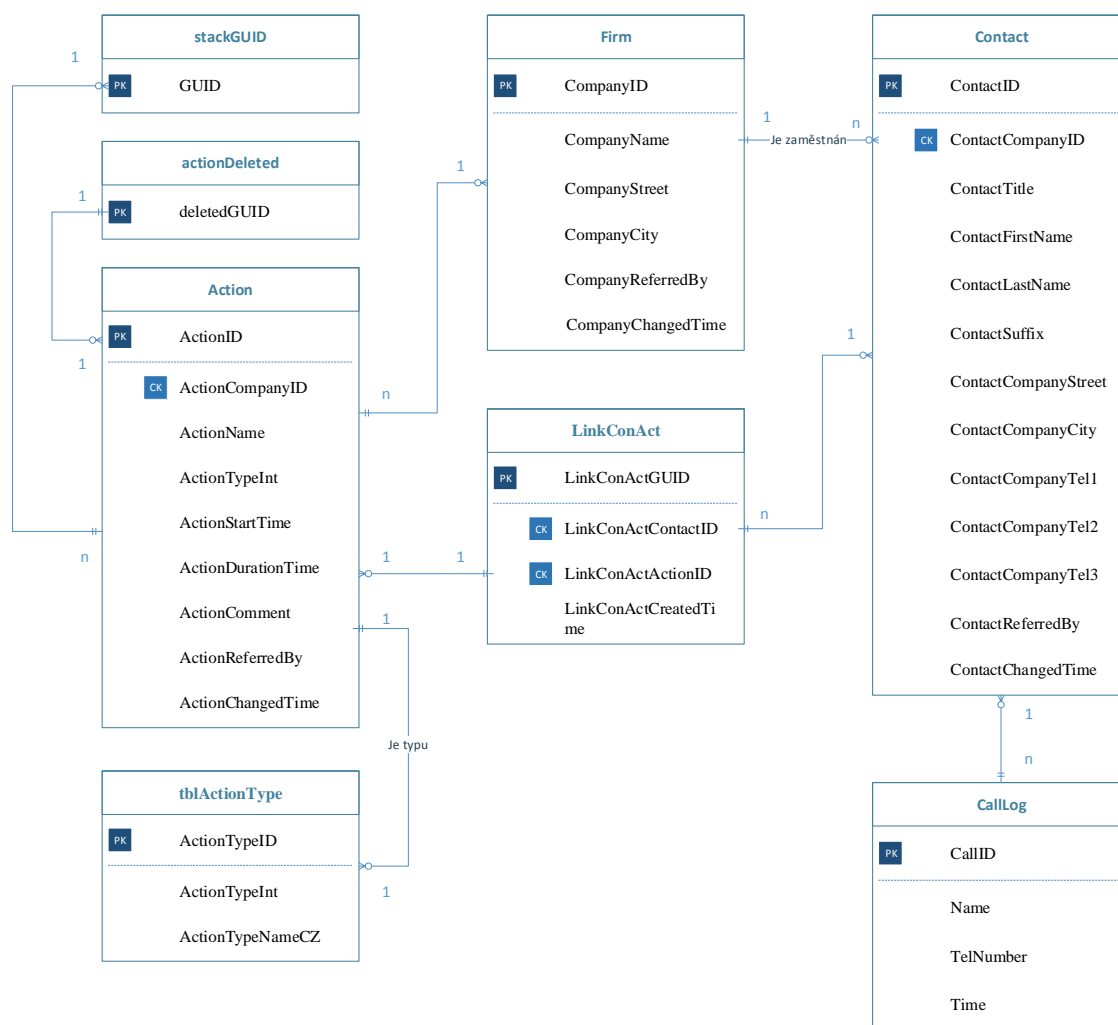 stackGUID
PK GUID
actionDeleted
PK deletedGUID
Action
PK ActionID
CK ActionCompanyID
ActionName
ActionTypeInt
ActionStartTime
ActionDurationTime
ActionComment
ActionReferredBy
ActionChangedTime
tblActionType
PK ActionTypeID
ActionTypeInt
ActionTypeNameCZ
Firm
PK CompanyID
CompanyName
CompanyStreet
CompanyCity
CompanyReferredBy
CompanyChangedTime
LinkConAct
PK LinkConActGUID
CK LinkConActContactID
CK LinkConActActionID
LinkConActCreatedTi
me
Contact
PK ContactID
CK ContactCompanyID
ContactTitle
ContactFirstName
ContactLastName
ContactSuffix
ContactCompanyStreet
ContactCompanyCity
ContactCompanyTel1
ContactCompanyTel2
ContactCompanyTel3
ContactReferredBy
ContactChangedTime
CallLog
PK CallID
Name
TelNumber
Time
1
n
1
1
1
n
1
n
Je zaměstnán
1
n
1
1
1
1
Je typu
1
n